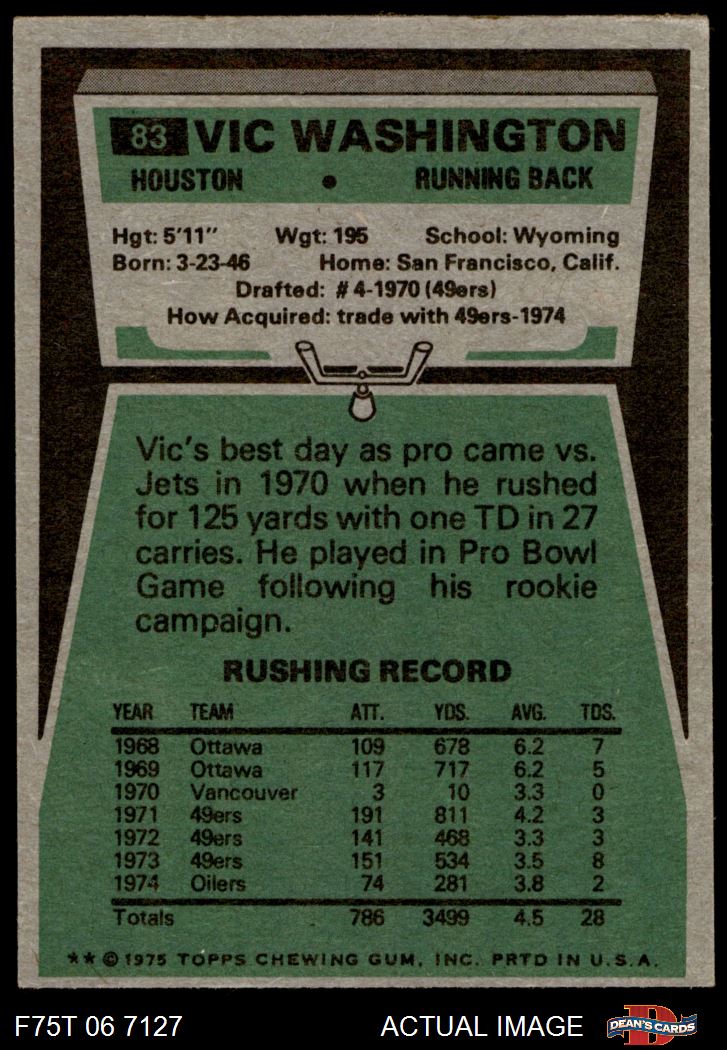 83 VIC WASHINGTON
HOUSTON • RUNNING BACK
Hgt: 5'11" Wgt: 195 School: Wyoming
Born: 3-23-46 Home: San Francisco, Calif.
Drafted: #4-1970 (49ers)
How Acquired: trade with 49ers-1974
Vic's best day as pro came vs.
Jets in 1970 when he rushed
for 125 yards with one TD in 27
carries. He played in Pro Bowl
Game following his rookie
campaign.
RUSHING RECORD
YEAR TEAM ATT. YDS. AVG. TDS.
1968 Ottawa 109 678 6.2 7
1969 Ottawa 117 717 6.2 5
1970 Vancouver 3 10 3.3 0
1971 49ers 191 811 4.2 3
1972 49ers 141 468 3.3 3
1973 49ers 151 534 3.5 8
1974 Oilers 74 281 3.8 2
Totals 786 3499 4.5 28
**© 1975 TOPPS CHEWING GUM, INC. PRTD IN U.S.A.
F75T 06 7127 ACTUAL IMAGE DEAN'S CARDS